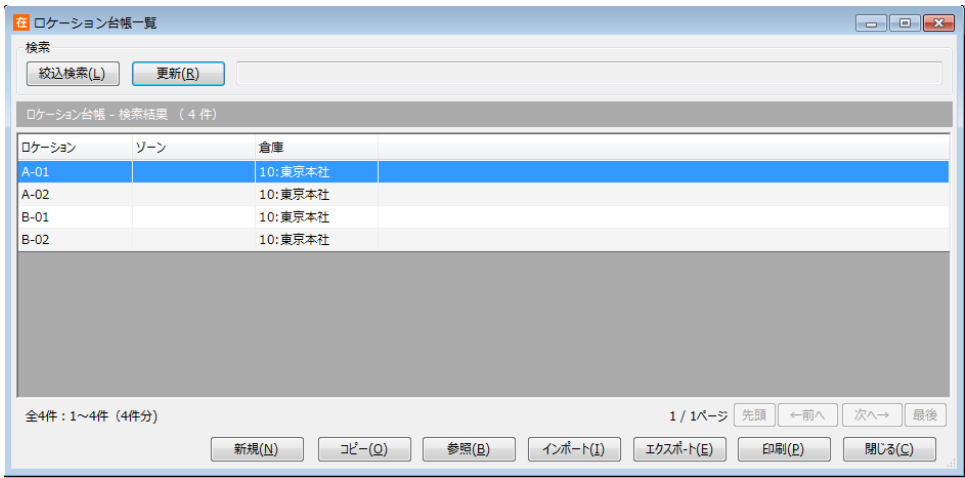 在 ロケーション台帳一覧
検索
絞込検索(L) 更新(R)
ロケーション台帳 - 検索結果 （ 4 件）
ロケーション ゾーン 倉庫
A-01 10:東京本社
A-02 10:東京本社
B-01 10:東京本社
B-02 10:東京本社
全4件：1～4件（4件分） 1 / 1ページ 先頭 ←前へ 次へ→ 最後
新規(N) コピー(O) 参照(B) インポート(I) エクスポート(E) 印刷(P) 閉じる(C)